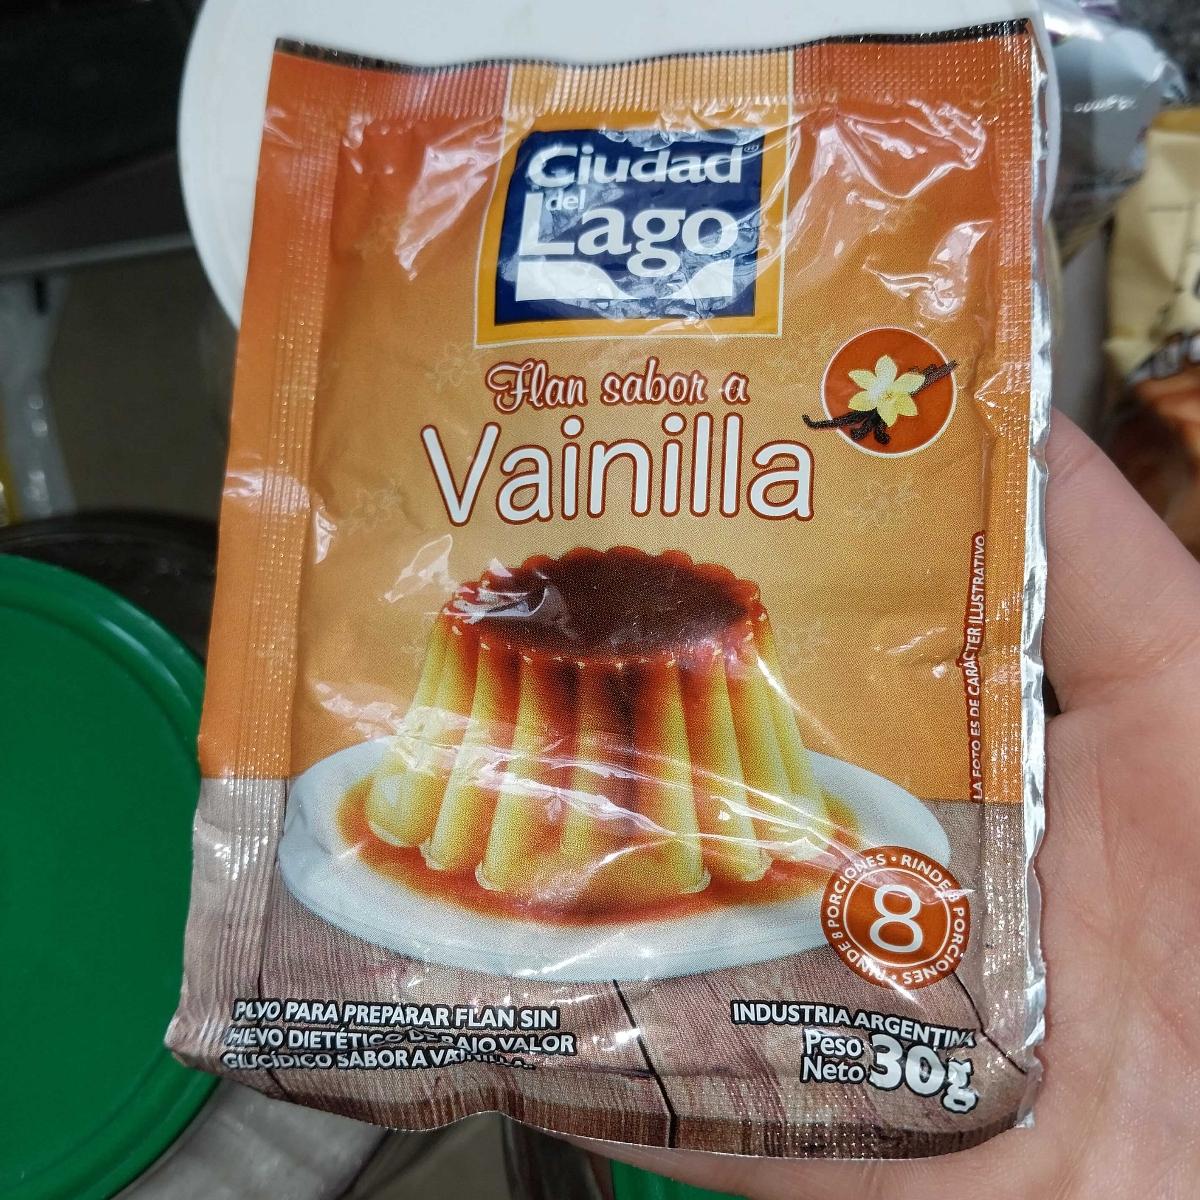 Ciudad®
del
Lago
Flan sabor a
Vainilla
LA FOTO ES DE CARÁCTER ILUSTRATIVO.
RINDE 8 PORCIONES • RINDE 8 PORCIONES •
8
POLVO PARA PREPARAR FLAN SIN
HUEVO DIETÉTICO DE BAJO VALOR
GLUCÍDICO SABOR A VAINILLA.
INDUSTRIA ARGENTINA
Peso
Neto 30g